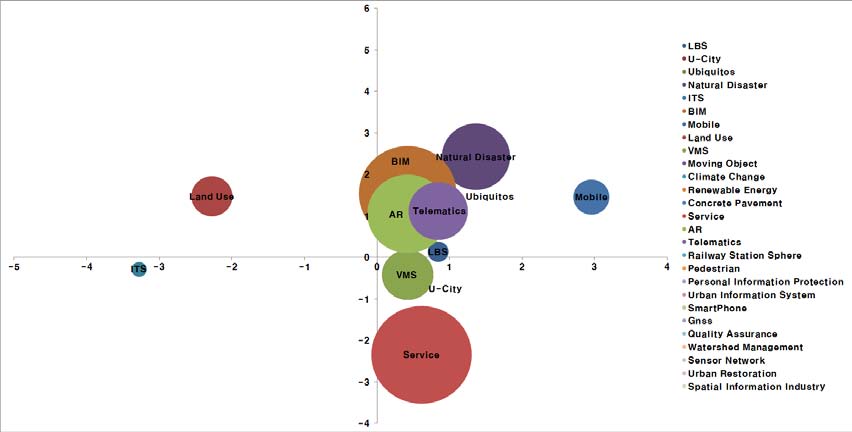 6
5
4
3
BIM
Natural Disaster
2
Land Use
Ubiquitos
Mobile
AR
Telematics
1
LBS
0
-5
-4
-3
-2
-1
0
1
2
3
4
ITS
VMS
U-City
-1
-2
Service
-3
-4
LBS
U-City
Ubiquitos
Natural Disaster
ITS
BIM
Mobile
Land Use
VMS
Moving Object
Climate Change
Renewable Energy
Concrete Pavement
Service
AR
Telematics
Railway Station Sphere
Pedestrian
Personal Information Protection
Urban Information System
SmartPhone
Gnss
Quality Assurance
Watershed Management
Sensor Network
Urban Restoration
Spatial Information Industry